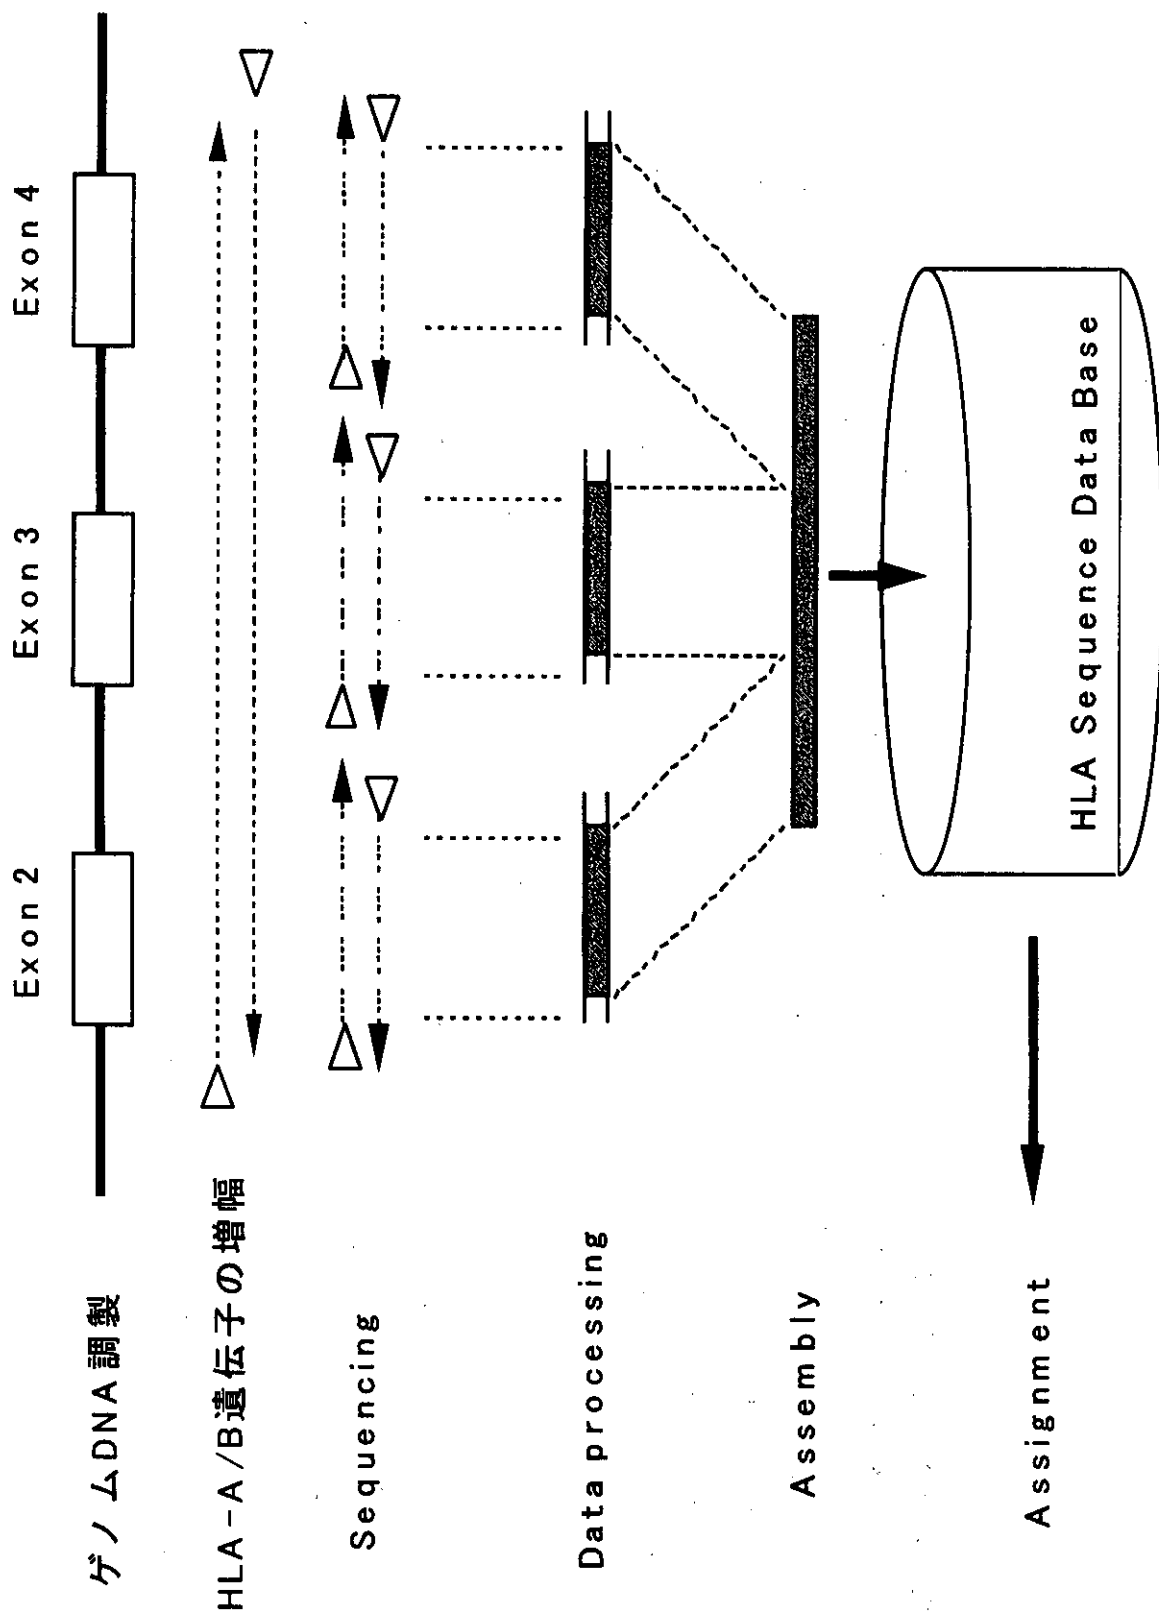 Exon 2
Exon 3
Exon 4
ゲノムDNA調製
HLA-A/B遺伝子の増幅
Sequencing
Data processing
Assembly
HLA Sequence Data Base
Assignment